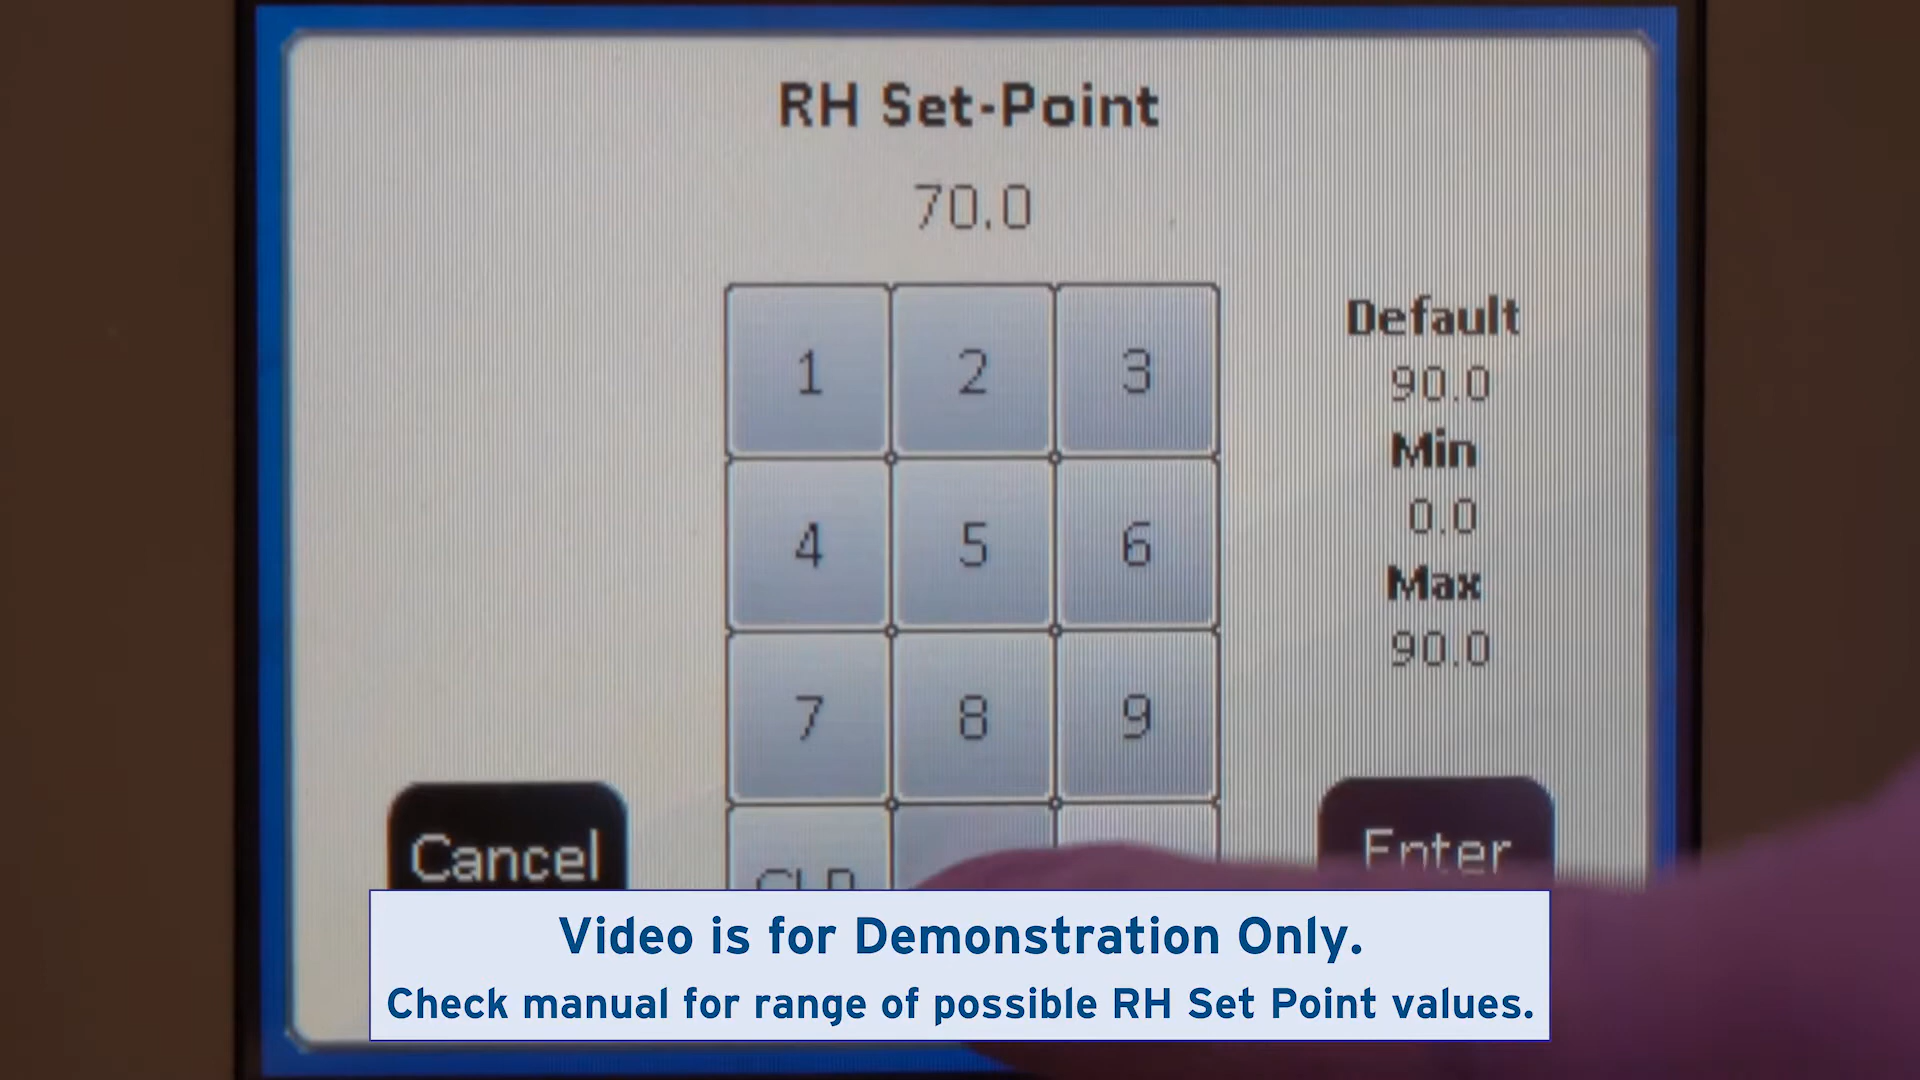 RH Set-Point
70.0
1 2 3
Default
90.0
Min
0.0
4 5 6
Max
90.0
7 8 9
Cancel
CLR
Enter
Video is for Demonstration Only.
Check manual for range of possible RH Set Point values.